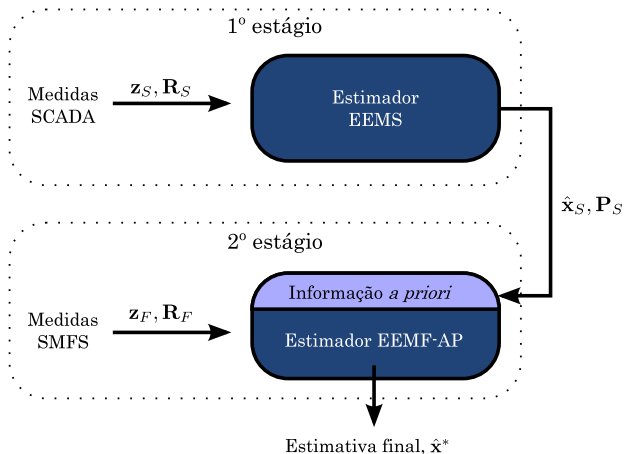 1º estágio
Medidas
SCADA
z_S, R_S
Estimador
EEMS
x̂_S, P_S
2º estágio
Medidas
SMFS
z_F, R_F
Informação a priori
Estimador EEMF-AP
Estimativa final, x̂*